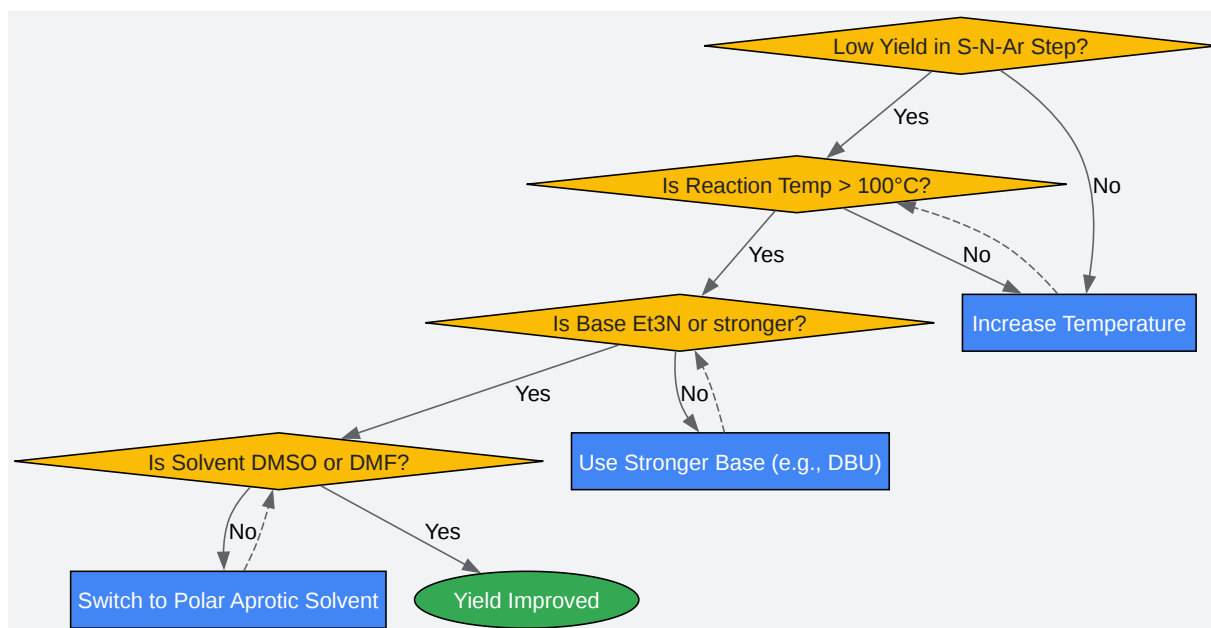 Low Yield in S-N-Ar Step?
Yes
Is Reaction Temp > 100°C?
No
Yes
No
Is Base Et3N or stronger?
Increase Temperature
Yes
No
Is Solvent DMSO or DMF?
Use Stronger Base (e.g., DBU)
No
Yes
Switch to Polar Aprotic Solvent
Yield Improved